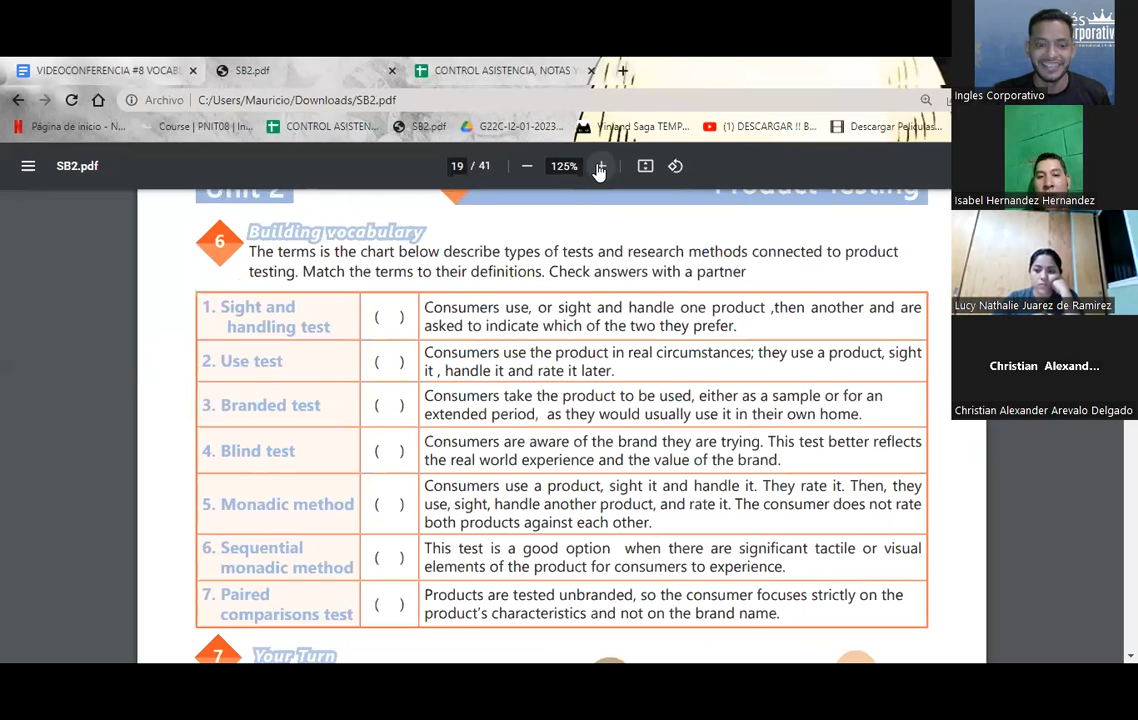 VIDEOCONFERENCIA #8 VOCAB
SB2.pdf
CONTROL ASISTENCIA, NOTAS Y
Archivo
C:/Users/Mauricio/Downloads/SB2.pdf
Página de inicio - N...
Course | PNIT08 | In...
CONTROL ASISTEN...
SB2.pdf
G22C-I2-01-2023...
Vinland Saga TEMP...
(1) DESCARGAR !! B...
Descargar Peliculas...
SB2.pdf
19 / 41
125%
Unit 2
Product Testing
6
Building vocabulary
The terms is the chart below describe types of tests and research methods connected to product
testing. Match the terms to their definitions. Check answers with a partner
1. Sight and
handling test
( )
Consumers use, or sight and handle one product ,then another and are
asked to indicate which of the two they prefer.
2. Use test
( )
Consumers use the product in real circumstances; they use a product, sight
it , handle it and rate it later.
3. Branded test
( )
Consumers take the product to be used, either as a sample or for an
extended period, as they would usually use it in their own home.
4. Blind test
( )
Consumers are aware of the brand they are trying. This test better reflects
the real world experience and the value of the brand.
5. Monadic method
( )
Consumers use a product, sight it and handle it. They rate it. Then, they
use, sight, handle another product, and rate it. The consumer does not rate
both products against each other.
6. Sequential
monadic method
( )
This test is a good option when there are significant tactile or visual
elements of the product for consumers to experience.
7. Paired
comparisons test
( )
Products are tested unbranded, so the consumer focuses strictly on the
product's characteristics and not on the brand name.
7
Your Turn
Ingles Corporativo
Isabel Hernandez Hernandez
Lucy Nathalie Juarez de Ramirez
Christian Alexand...
Christian Alexander Arevalo Delgado